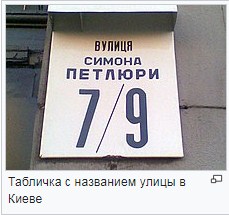 ВУЛИЦЯ
СИМОНА
ПЕТЛЮРИ
7/9
Табличка с названием улицы в
Киеве